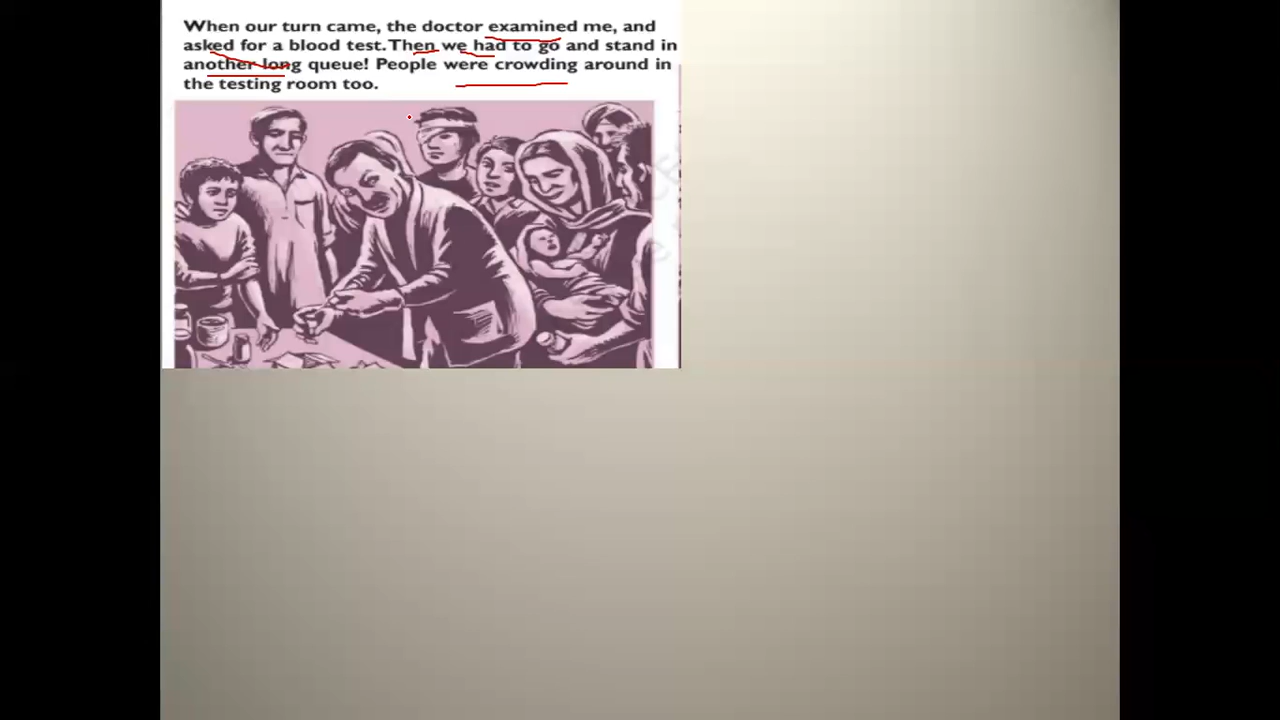 When our turn came, the doctor examined me, and
asked for a blood test. Then we had to go and stand in
another long queue! People were crowding around in
the testing room too.